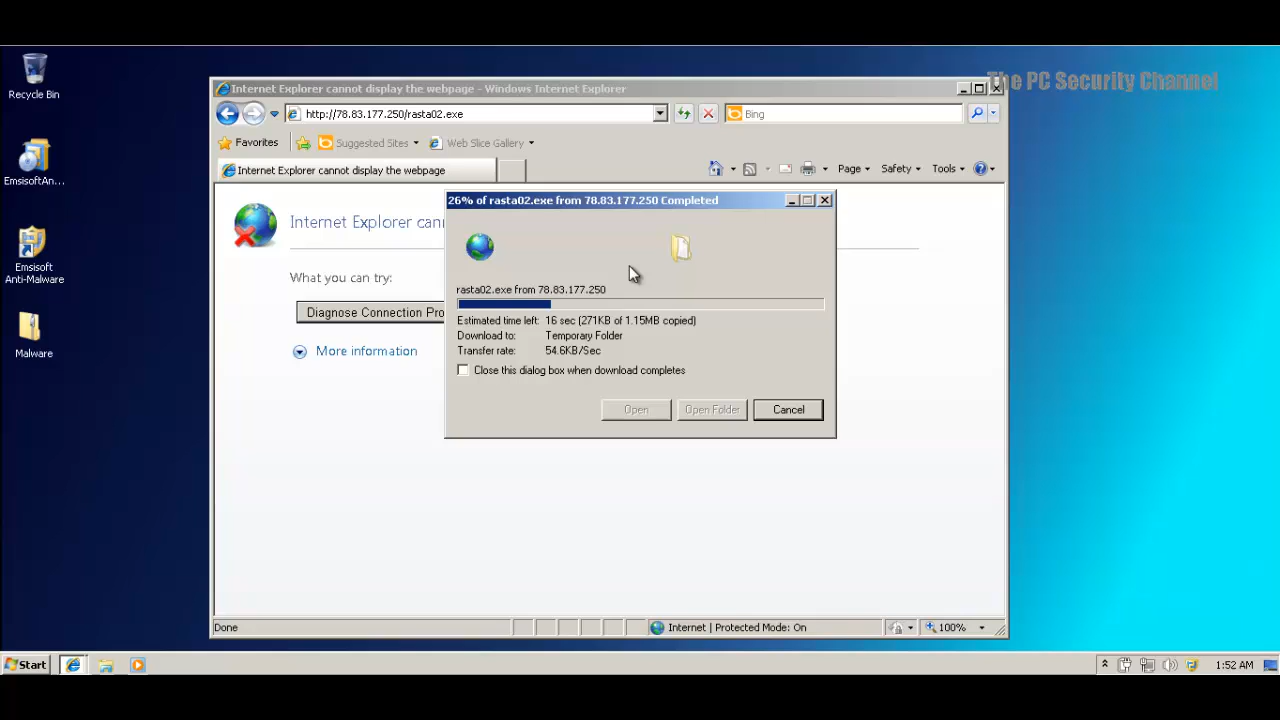 The PC Security Channel
Recycle Bin
EmsisoftAn...
Emsisoft
Anti-Malware
Malware
Internet Explorer cannot display the webpage - Windows Internet Explorer
http://78.83.177.250/rasta02.exe
Bing
Favorites
Suggested Sites
Web Slice Gallery
Internet Explorer cannot display the webpage
Page
Safety
Tools
Internet Explorer can
What you can try:
Diagnose Connection Pro
More information
26% of rasta02.exe from 78.83.177.250 Completed
rasta02.exe from 78.83.177.250
Estimated time left: 16 sec (271KB of 1.15MB copied)
Download to: Temporary Folder
Transfer rate: 54.6KB/Sec
Close this dialog box when download completes
Open
Open Folder
Cancel
Done
Internet | Protected Mode: On
100%
Start
1:52 AM